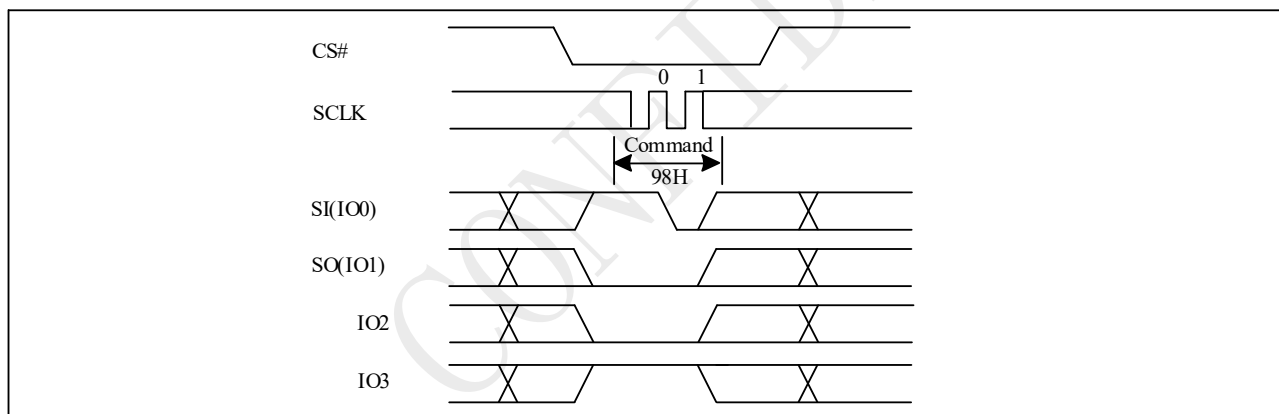 CS#
0 1
SCLK
Command
98H
SI(IO0)
SO(IO1)
IO2
IO3